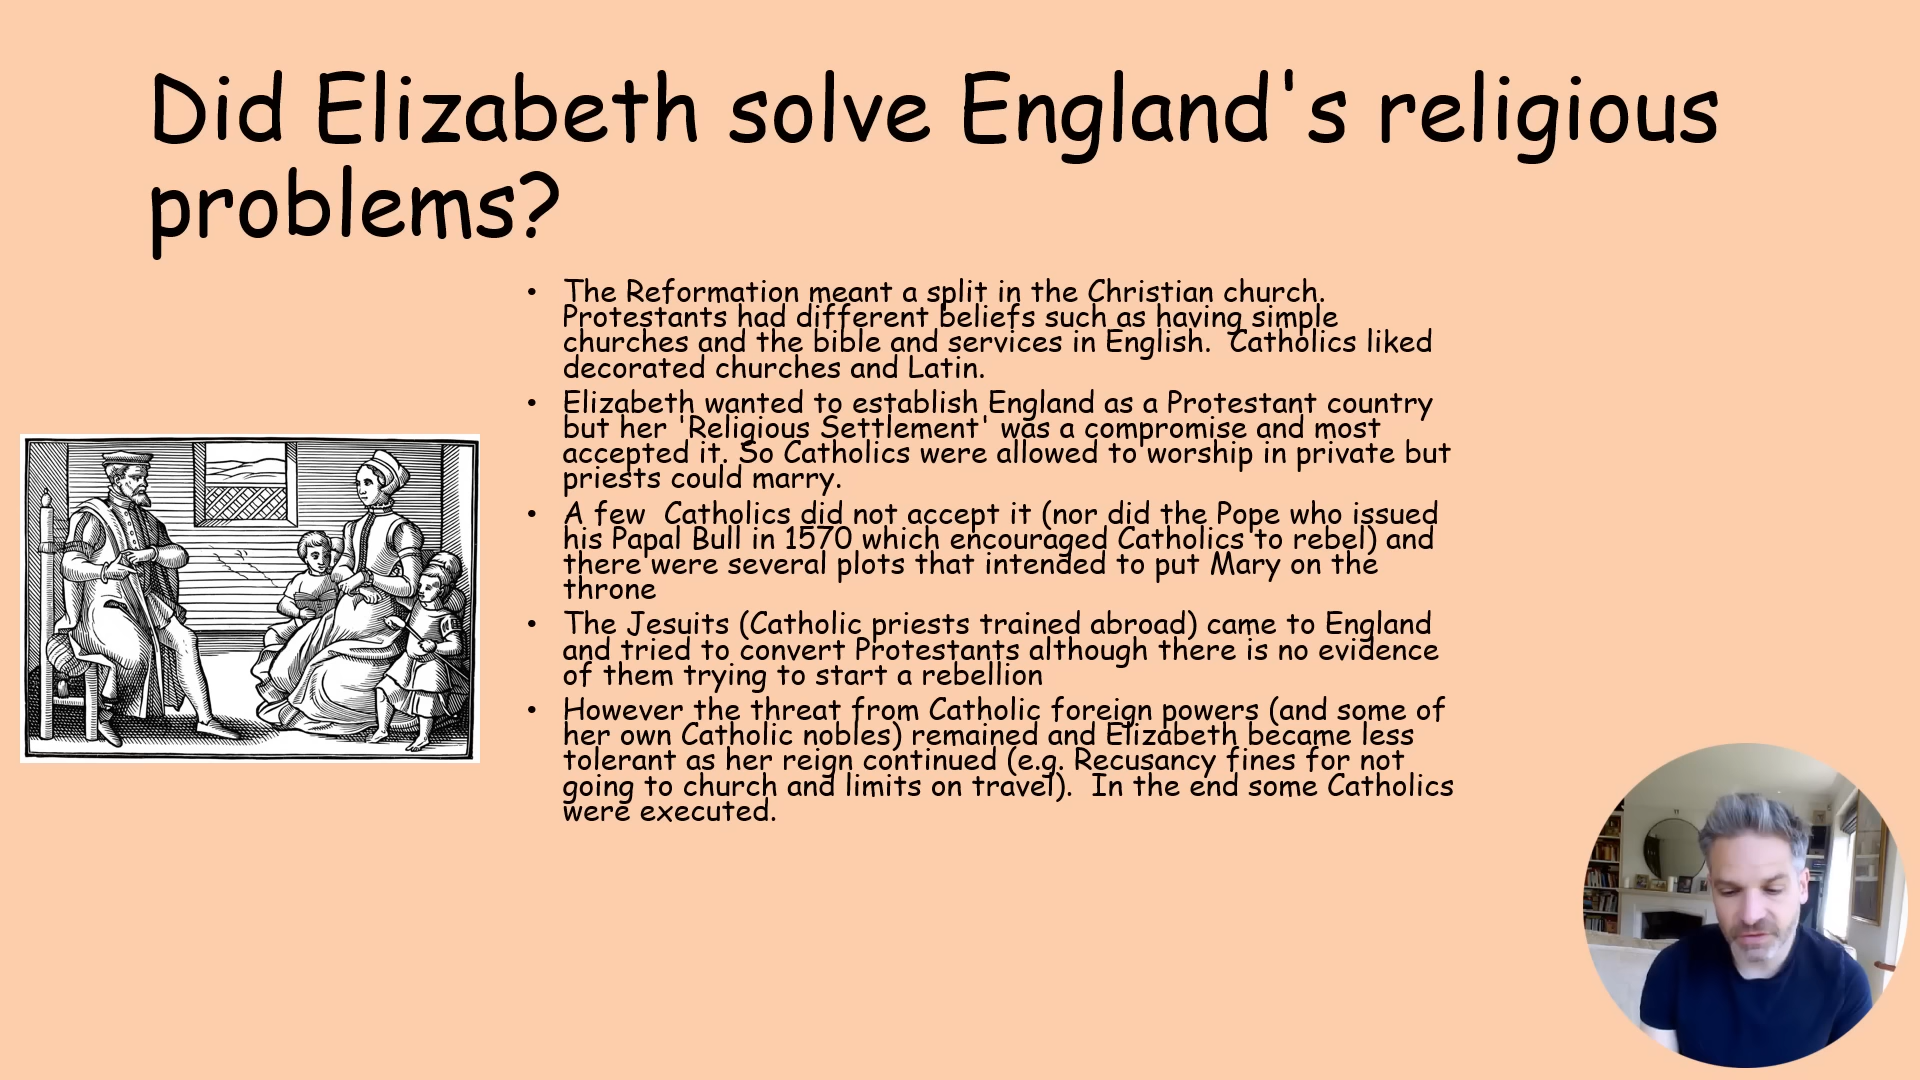 Did Elizabeth solve England's religious
problems?
• The Reformation meant a split in the Christian church.
Protestants had different beliefs such as having simple
churches and the bible and services in English.  Catholics liked
decorated churches and Latin.
• Elizabeth wanted to establish England as a Protestant country
but her 'Religious Settlement' was a compromise and most
accepted it. So Catholics were allowed to worship in private but
priests could marry.
• A few  Catholics did not accept it (nor did the Pope who issued
his Papal Bull in 1570 which encouraged Catholics to rebel) and
there were several plots that intended to put Mary on the
throne
• The Jesuits (Catholic priests trained abroad) came to England
and tried to convert Protestants although there is no evidence
of them trying to start a rebellion
• However the threat from Catholic foreign powers (and some of
her own Catholic nobles) remained and Elizabeth became less
tolerant as her reign continued (e.g. Recusancy fines for not
going to church and limits on travel).  In the end some Catholics
were executed.